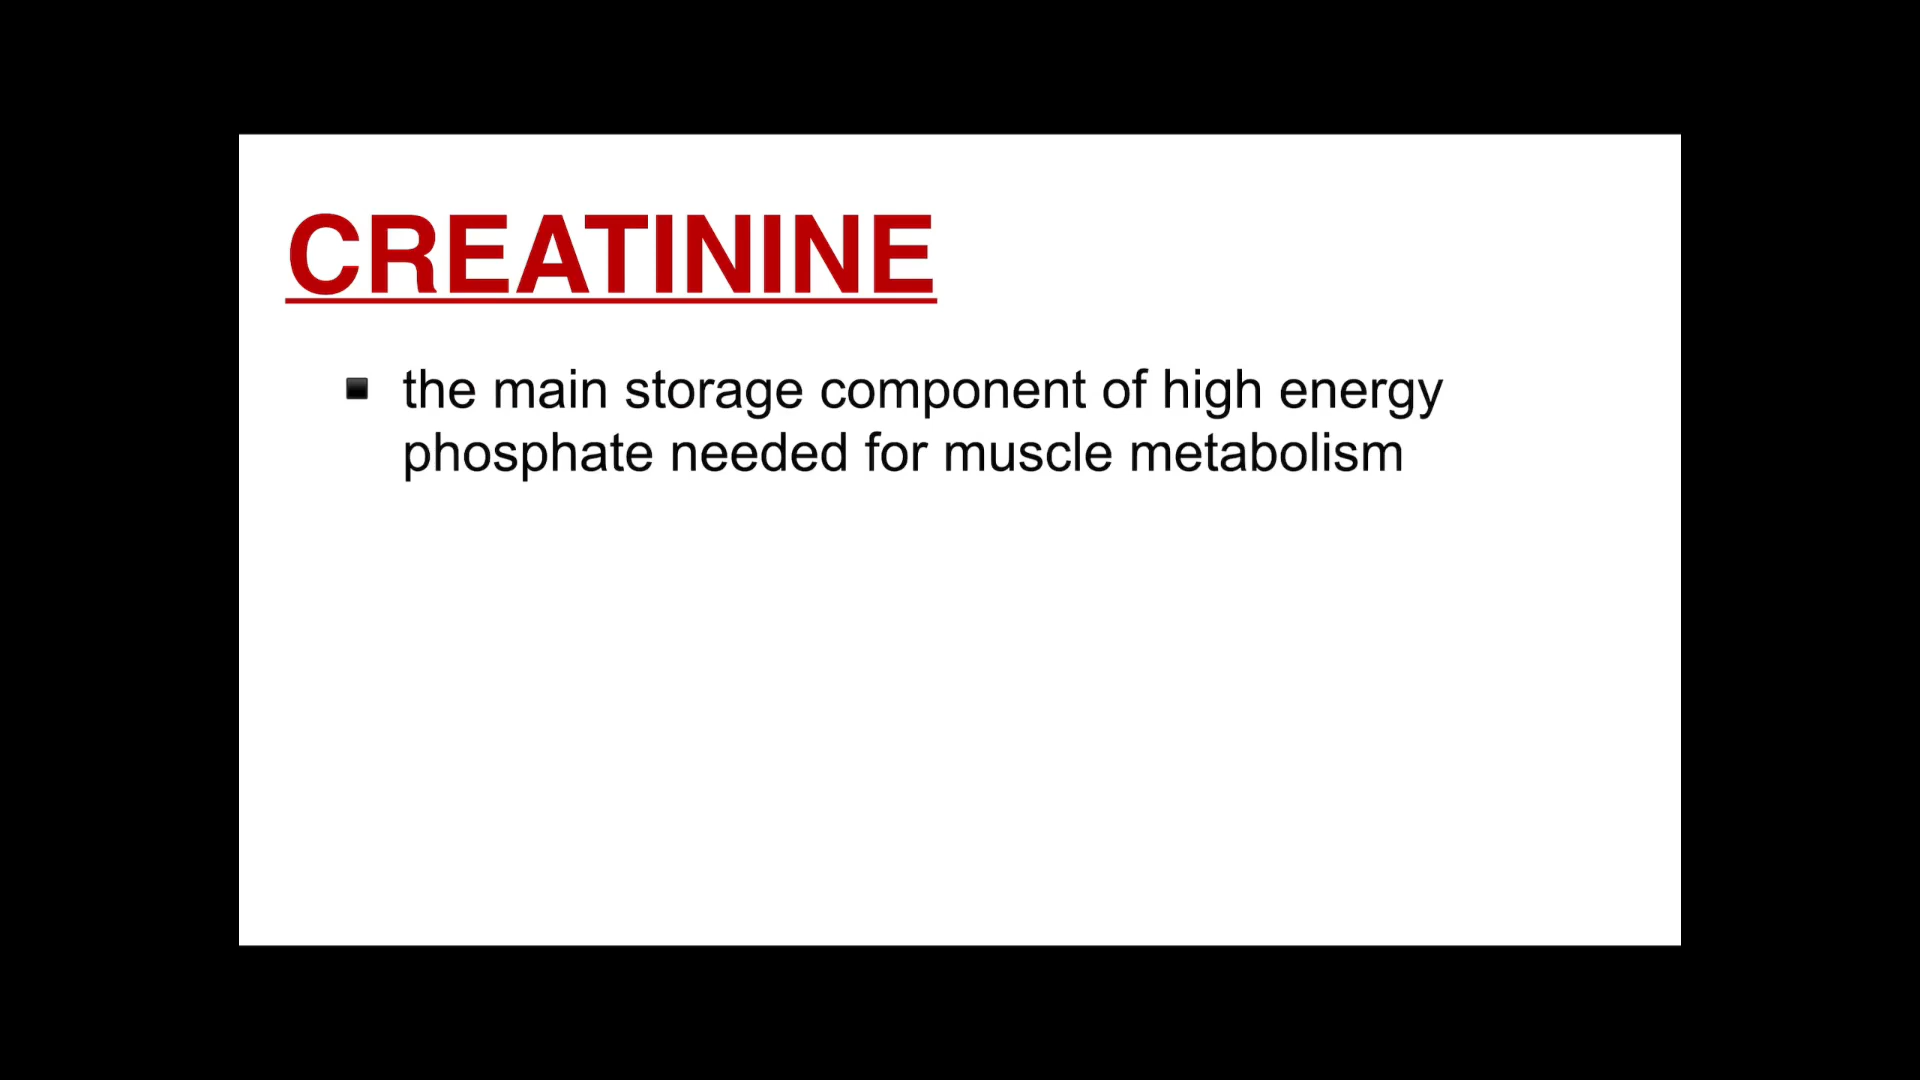 CREATININE
the main storage component of high energy
phosphate needed for muscle metabolism